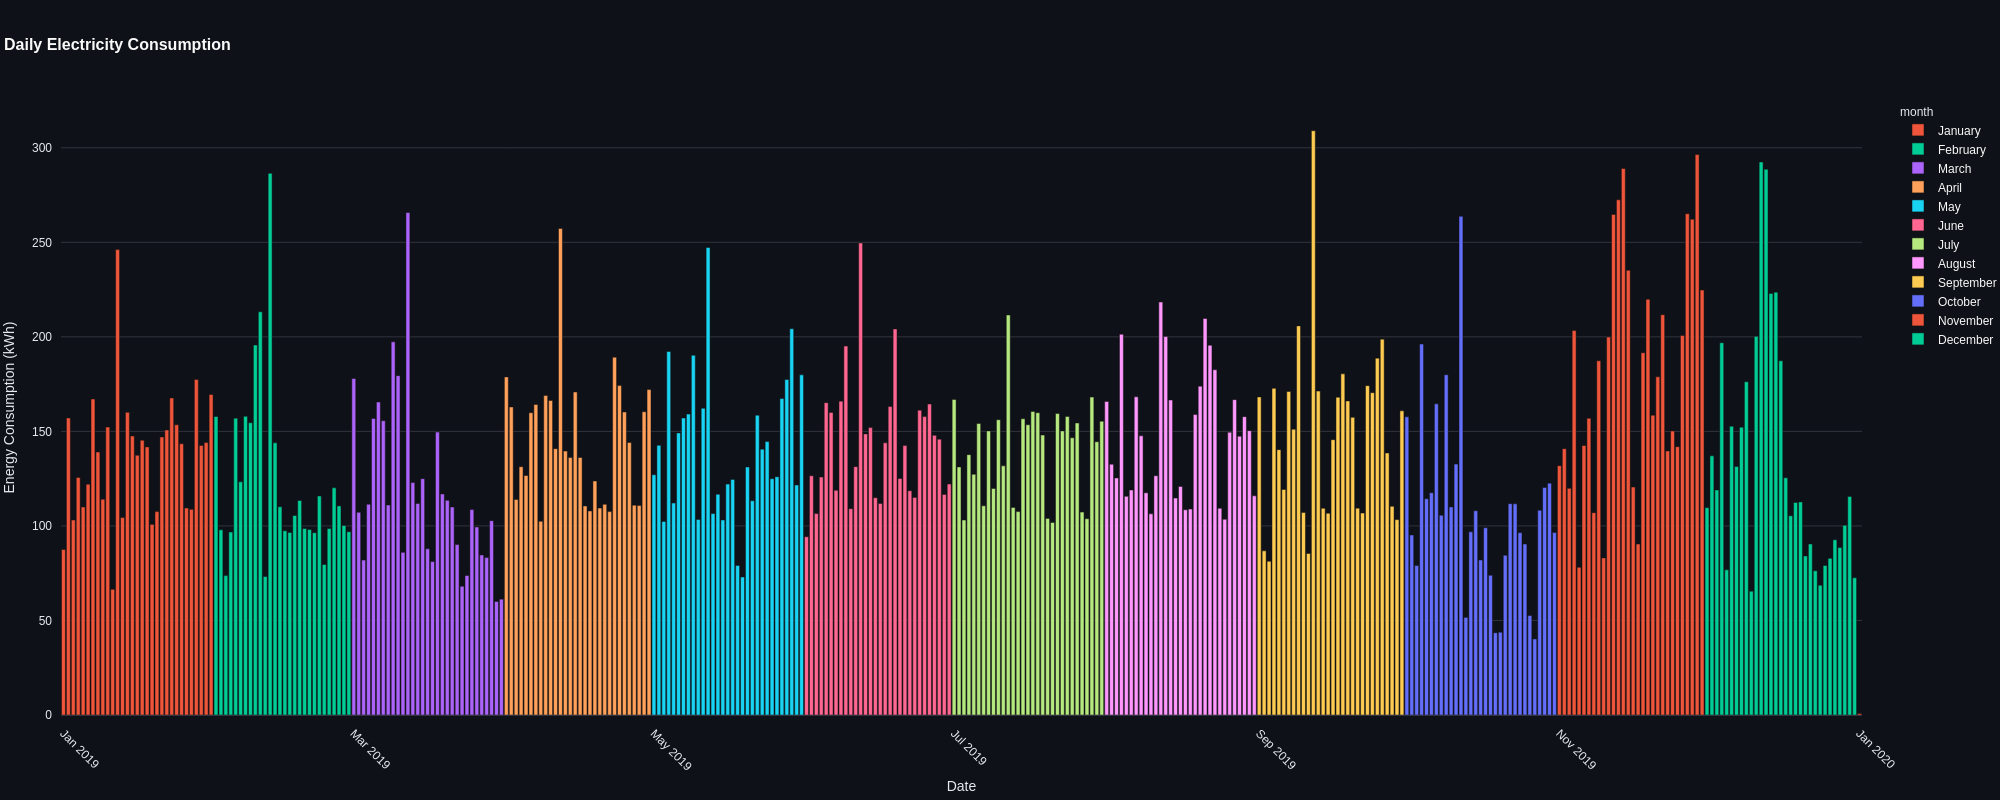 Daily Electricity Consumption
month
January
February
March
April
May
June
July
August
September
October
November
December
Energy Consumption (kWh)
300
250
200
150
100
50
0
Jan 2019
Mar 2019
May 2019
Jul 2019
Sep 2019
Nov 2019
Jan 2020
Date